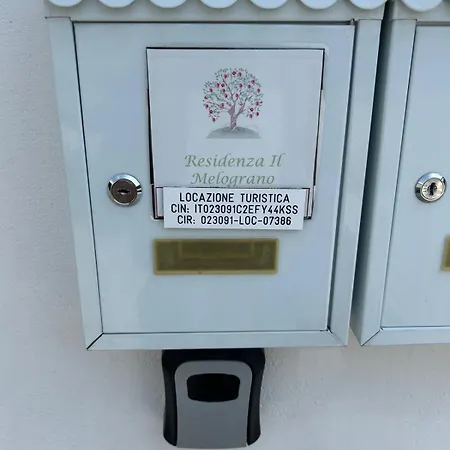 Residenza Il
Melograno
LOCAZIONE TURISTICA
CIN: IT023091C2EFY44KSS
CIR: 023091-LOC-07386